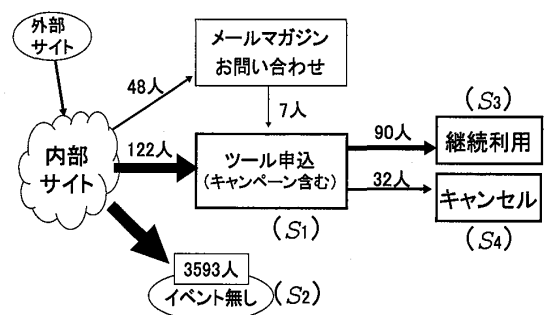 外部
サイト
メールマガジン
お問い合わせ
48人
7人
(S3)
90人
継続利用
内部
サイト
122人
ツール申込
(キャンペーン含む)
32人
キャンセル
(S1)
(S4)
3593人
(S2)
イベント無し